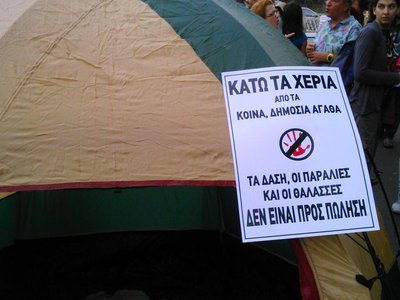 ΚΑΤΩ ΤΑ ΧΕΡΙΑ
ΑΠΟ ΤΑ
ΚΟΙΝΑ, ΔΗΜΟΣΙΑ ΑΓΑΘΑ
ΤΑ ΔΑΣΗ, ΟΙ ΠΑΡΑΛΙΕΣ
ΚΑΙ ΟΙ ΘΑΛΑΣΣΕΣ
ΔΕΝ ΕΙΝΑΙ ΠΡΟΣ ΠΩΛΗΣΗ